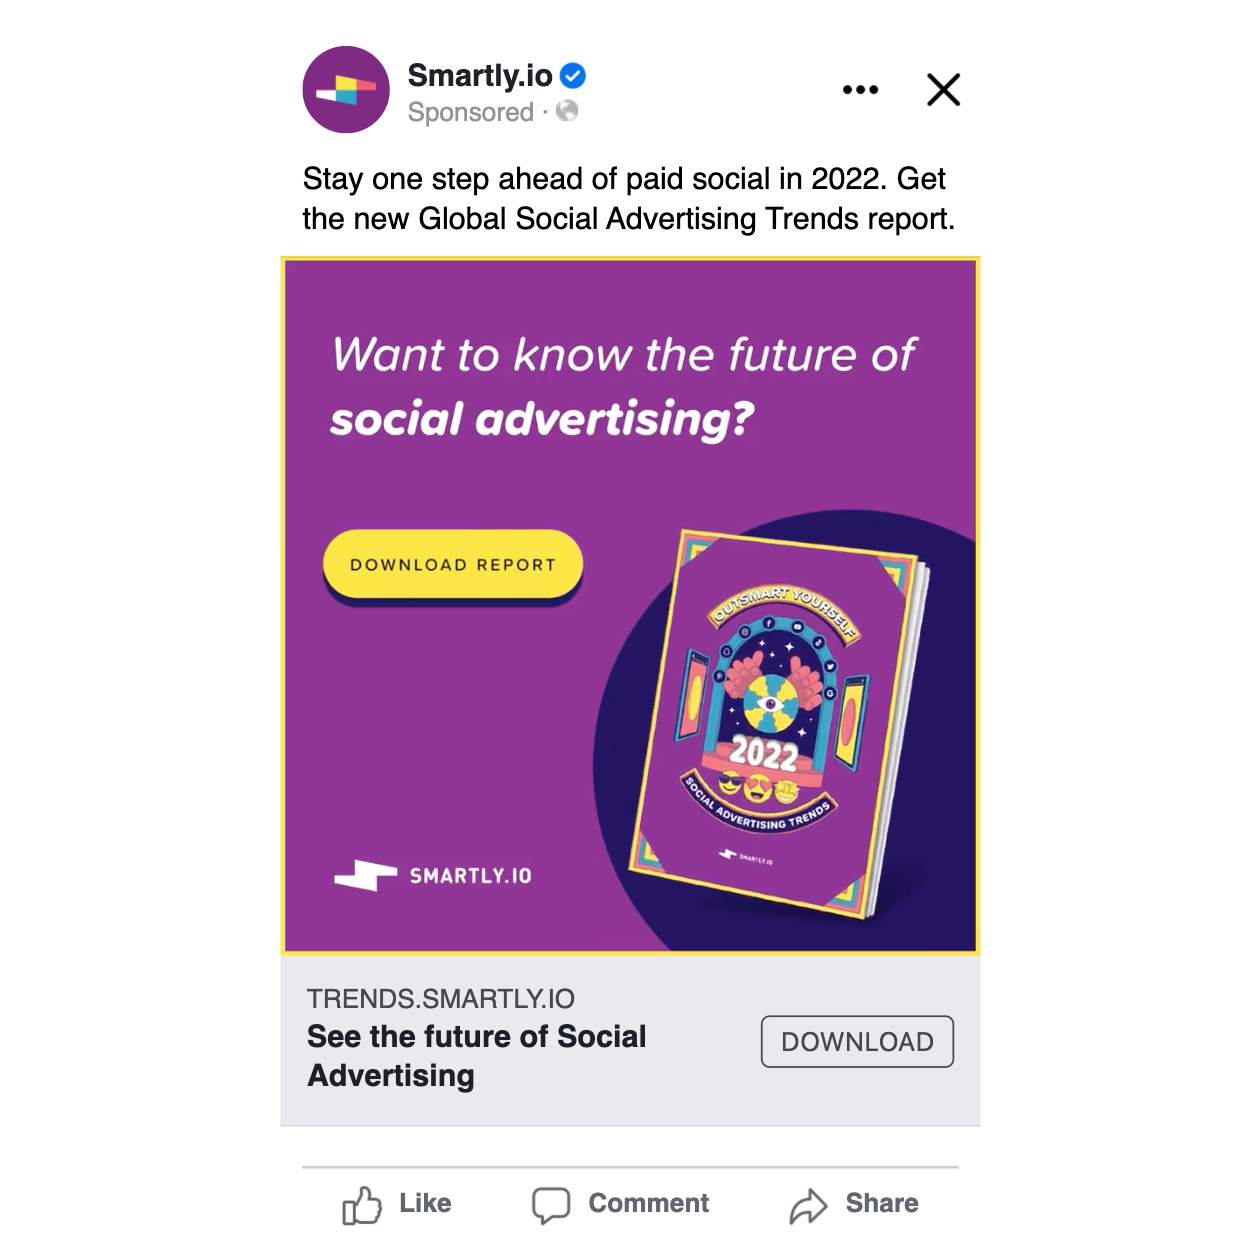 Smartly.io
Sponsored ·
Stay one step ahead of paid social in 2022. Get
the new Global Social Advertising Trends report.
Want to know the future of
social advertising?
DOWNLOAD REPORT
OUTSMART YOURSELF
2022
SOCIAL ADVERTISING TRENDS
SMARTLY.IO
SMARTLY.IO
TRENDS.SMARTLY.IO
See the future of Social
Advertising
DOWNLOAD
Like Comment Share